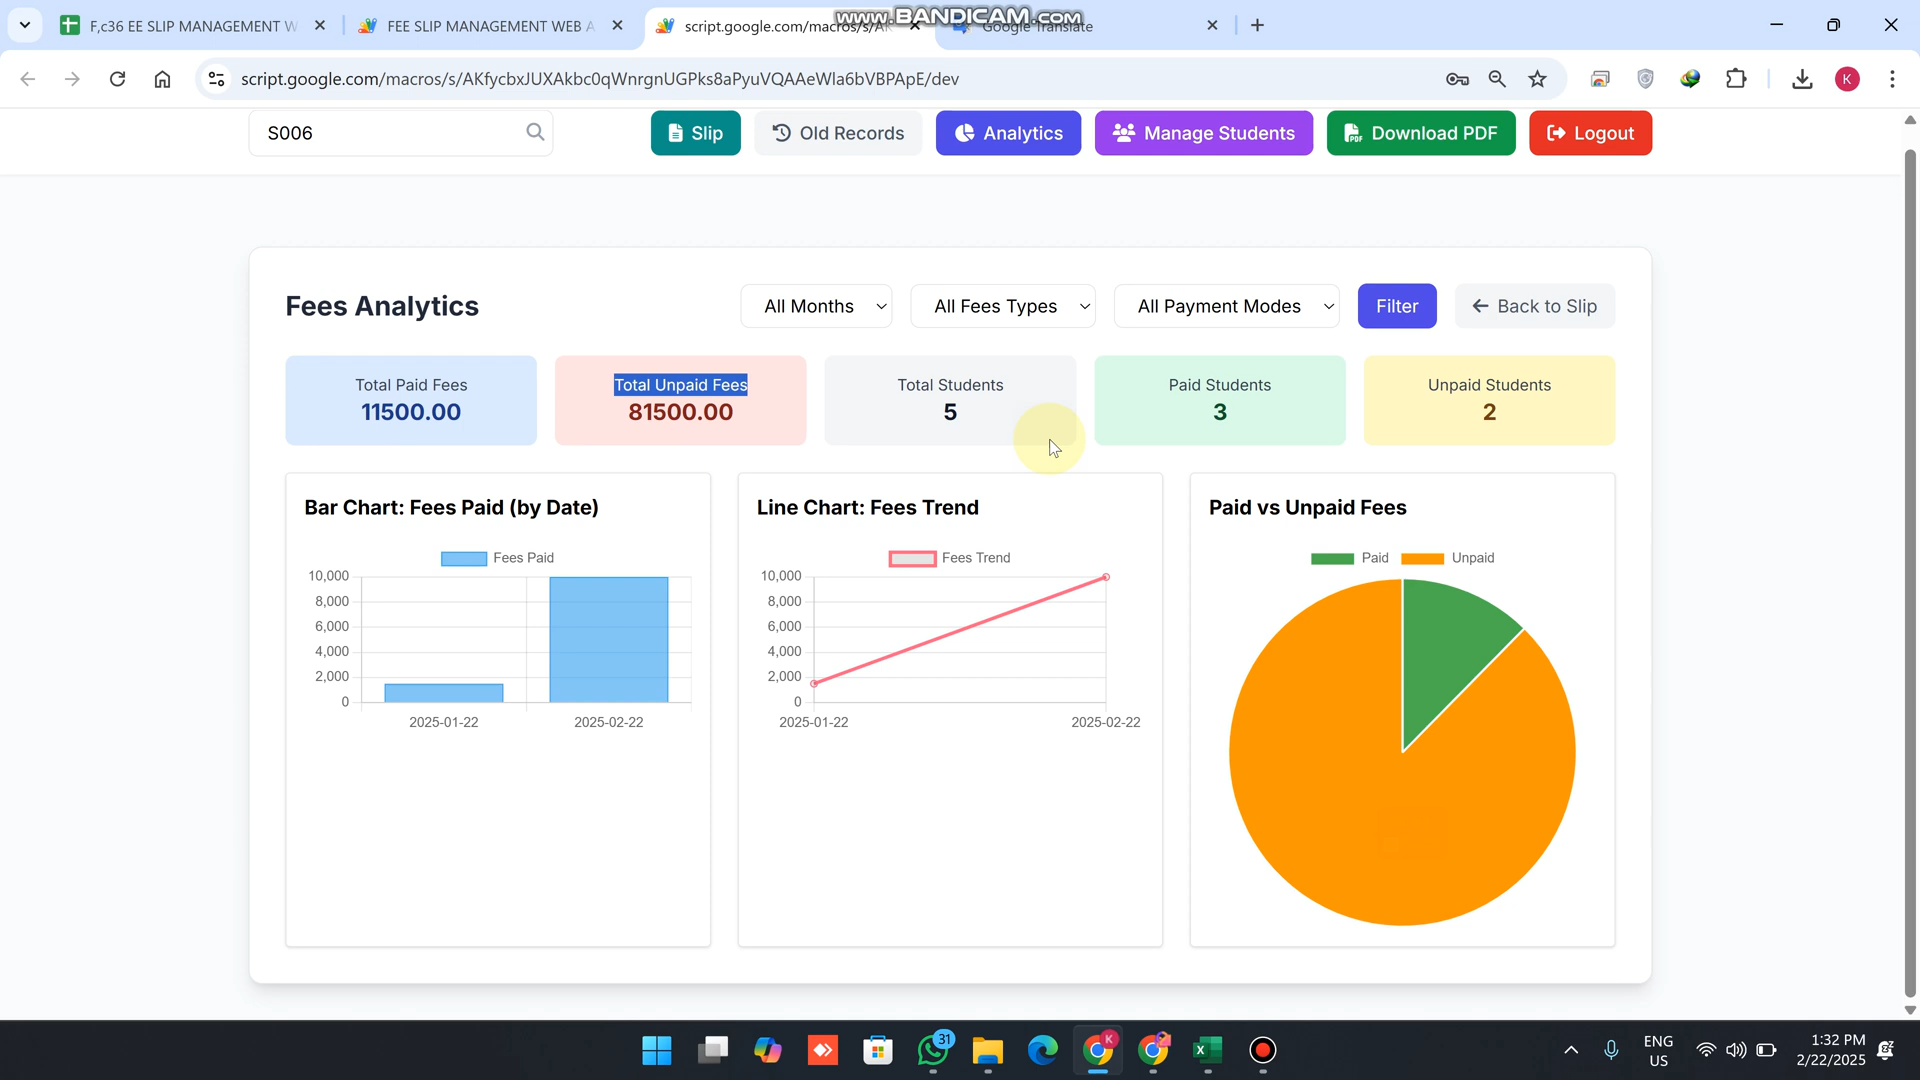 F,c36 EE SLIP MANAGEMENT W
FEE SLIP MANAGEMENT WEB A
script.google.com/macros/s/A
Google Translate
www.BANDICAM.com
script.google.com/macros/s/AKfycbxJUXAkbc0qWnrgnUGPks8aPyuVQAAeWla6bVBPApE/dev
K
S006
Slip
Old Records
Analytics
Manage Students
Download PDF
Logout
Fees Analytics
All Months
All Fees Types
All Payment Modes
Filter
Back to Slip
Total Paid Fees
11500.00
Total Unpaid Fees
81500.00
Total Students
5
Paid Students
3
Unpaid Students
2
Bar Chart: Fees Paid (by Date)
Fees Paid
10,000
8,000
6,000
4,000
2,000
0
2025-01-22
2025-02-22
Line Chart: Fees Trend
Fees Trend
10,000
8,000
6,000
4,000
2,000
0
2025-01-22
2025-02-22
Paid vs Unpaid Fees
Paid
Unpaid
31
K
ENG
US
1:32 PM
2/22/2025